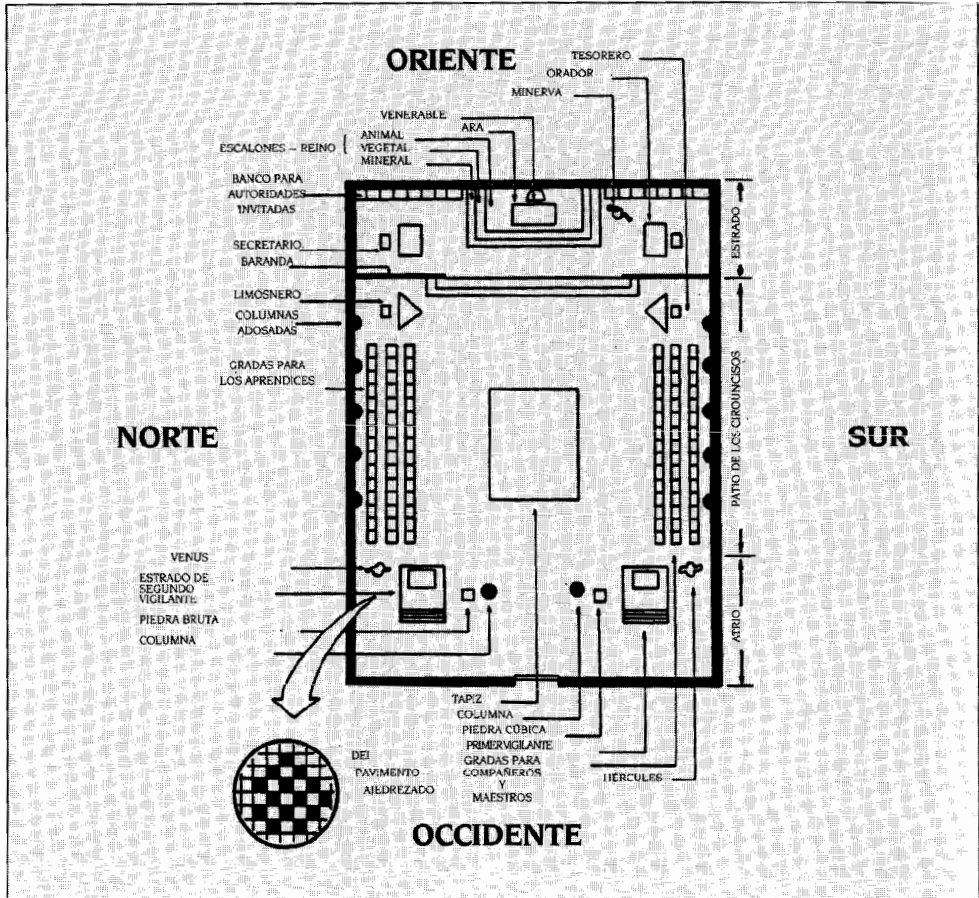 ORIENTE
TESORERO
ORADOR
MINERVA
VENERABLE
ARA
ESCALONES – REINO
ANIMAL
VEGETAL
MINERAL
BANCO PARA
AUTORIDADES
INVITADAS
SECRETARIO
BARANDA
LIMOSNERO
COLUMNAS
ADOSADAS
GRADAS PARA
LOS APRENDICES
ESTRADO
PATIO DE LOS CIRCUNCISOS
NORTE
SUR
VENUS
ESTRADO DE
SEGUNDO
VIGILANTE
PIEDRA BRUTA
COLUMNA
ATRIO
TAPIZ
COLUMNA
PIEDRA CÚBICA
PRIMER VIGILANTE
GRADAS PARA
COMPAÑEROS
Y
MAESTROS
HÉRCULES
DEI
PAVIMENTO
AJEDREZADO
OCCIDENTE